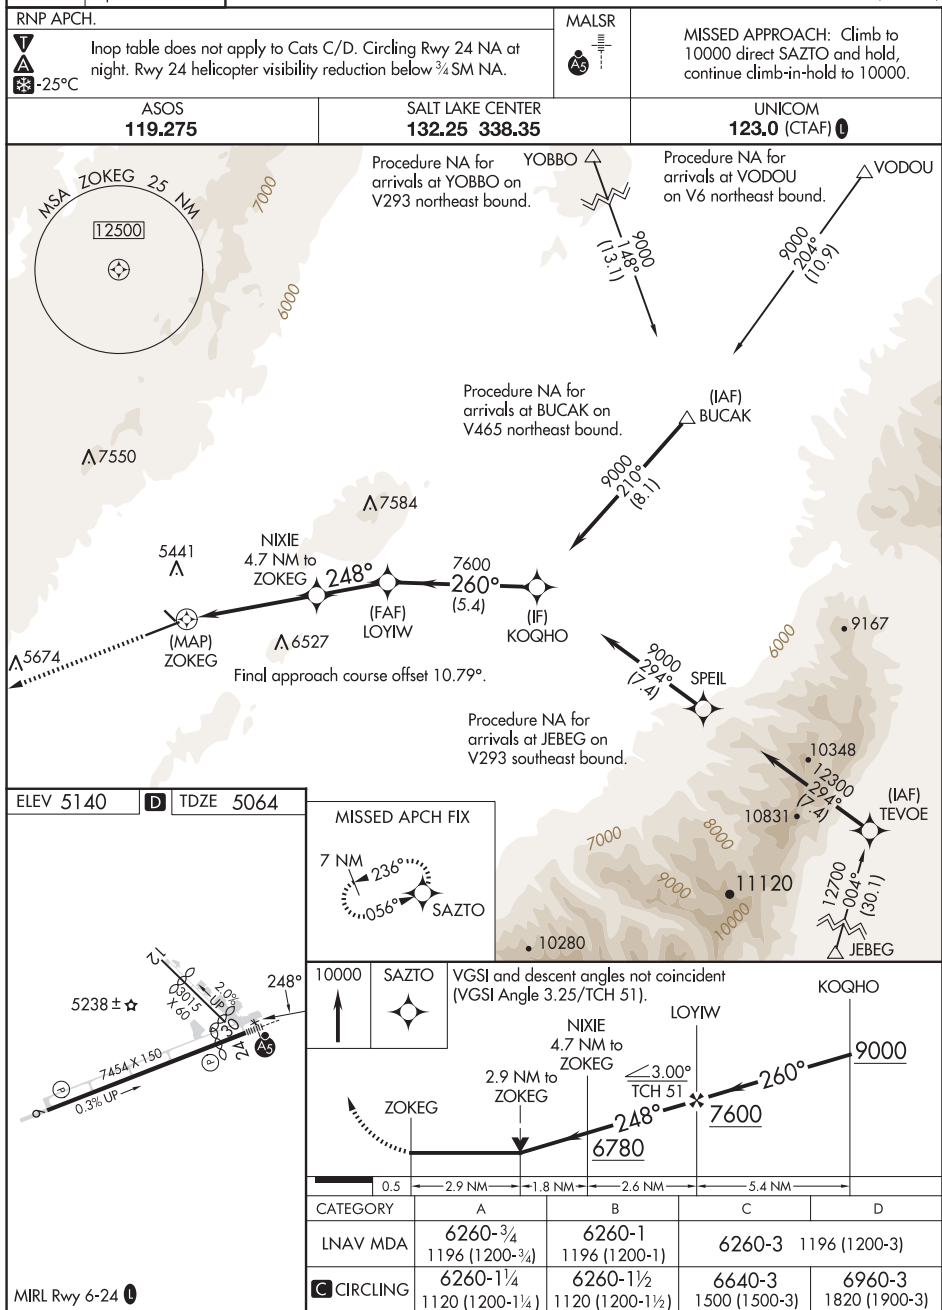 RNP APCH.
T
A
-25°C
Inop table does not apply to Cats C/D. Circling Rwy 24 NA at
night. Rwy 24 helicopter visibility reduction below ¾ SM NA.
MALSR
A5
MISSED APPROACH: Climb to
10000 direct SAZTO and hold,
continue climb-in-hold to 10000.
ASOS
119.275
SALT LAKE CENTER
132.25 338.35
UNICOM
123.0 (CTAF) L
MSA ZOKEG 25 NM
12500
7000
6000
Procedure NA for
arrivals at YOBBO on
V293 northeast bound.
YOBBO
9000
148°
(13.1)
Procedure NA for
arrivals at VODOU
on V6 northeast bound.
VODOU
9000
204°
(10.9)
Procedure NA for
arrivals at BUCAK on
V465 northeast bound.
(IAF)
BUCAK
9000
210°
(8.1)
7550
7584
5441
NIXIE
4.7 NM to
ZOKEG
248°
7600
260°
(5.4)
(FAF)
LOYIW
(IF)
KOQHO
(MAP)
ZOKEG
6527
5674
Final approach course offset 10.79°.
9000
294°
(7.4)
SPEIL
6000
9167
Procedure NA for
arrivals at JEBEG on
V293 southeast bound.
10348
12300
294°
(7.4)
(IAF)
TEVOE
10831
7000
8000
9000
10000
11120
12700
004°
(30.1)
JEBEG
10280
ELEV 5140
D
TDZE 5064
MISSED APCH FIX
7 NM
236°
056°
SAZTO
12
3015
X 60
2.0%
UP
30
24
248°
5238 ±
A5
P
P
7454 X 150
0.3% UP
6
MIRL Rwy 6-24 L
10000
SAZTO
VGSI and descent angles not coincident
(VGSI Angle 3.25/TCH 51).
KOQHO
LOYIW
NIXIE
4.7 NM to
ZOKEG
2.9 NM to
ZOKEG
ZOKEG
3.00°
TCH 51
260°
9000
248°
7600
6780
0.5
2.9 NM
1.8 NM
2.6 NM
5.4 NM
CATEGORY A B C D
LNAV MDA 6260-¾ 1196 (1200-¾) 6260-1 1196 (1200-1) 6260-3 1196 (1200-3)
C CIRCLING 6260-1¼ 1120 (1200-1¼) 6260-1½ 1120 (1200-1½) 6640-3 1500 (1500-3) 6960-3 1820 (1900-3)